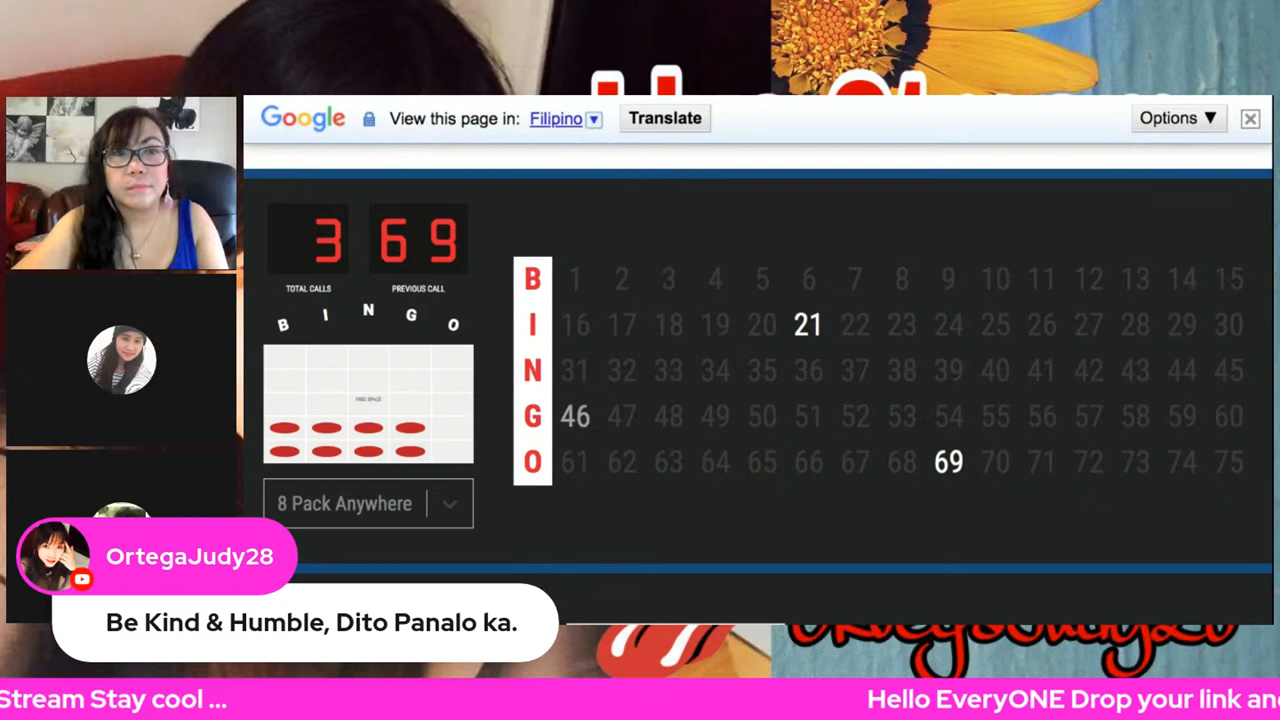 Google View this page in: Filipino Translate Options ▼
3 69
TOTAL CALLS PREVIOUS CALL
B I N G O
FREE SPACE
8 Pack Anywhere
B 1 2 3 4 5 6 7 8 9 10 11 12 13 14 15
I 16 17 18 19 20 21 22 23 24 25 26 27 28 29 30
N 31 32 33 34 35 36 37 38 39 40 41 42 43 44 45
G 46 47 48 49 50 51 52 53 54 55 56 57 58 59 60
O 61 62 63 64 65 66 67 68 69 70 71 72 73 74 75
OrtegaJudy28
Be Kind & Humble, Dito Panalo ka.
Stream Stay cool ... Hello EveryONE Drop your link and